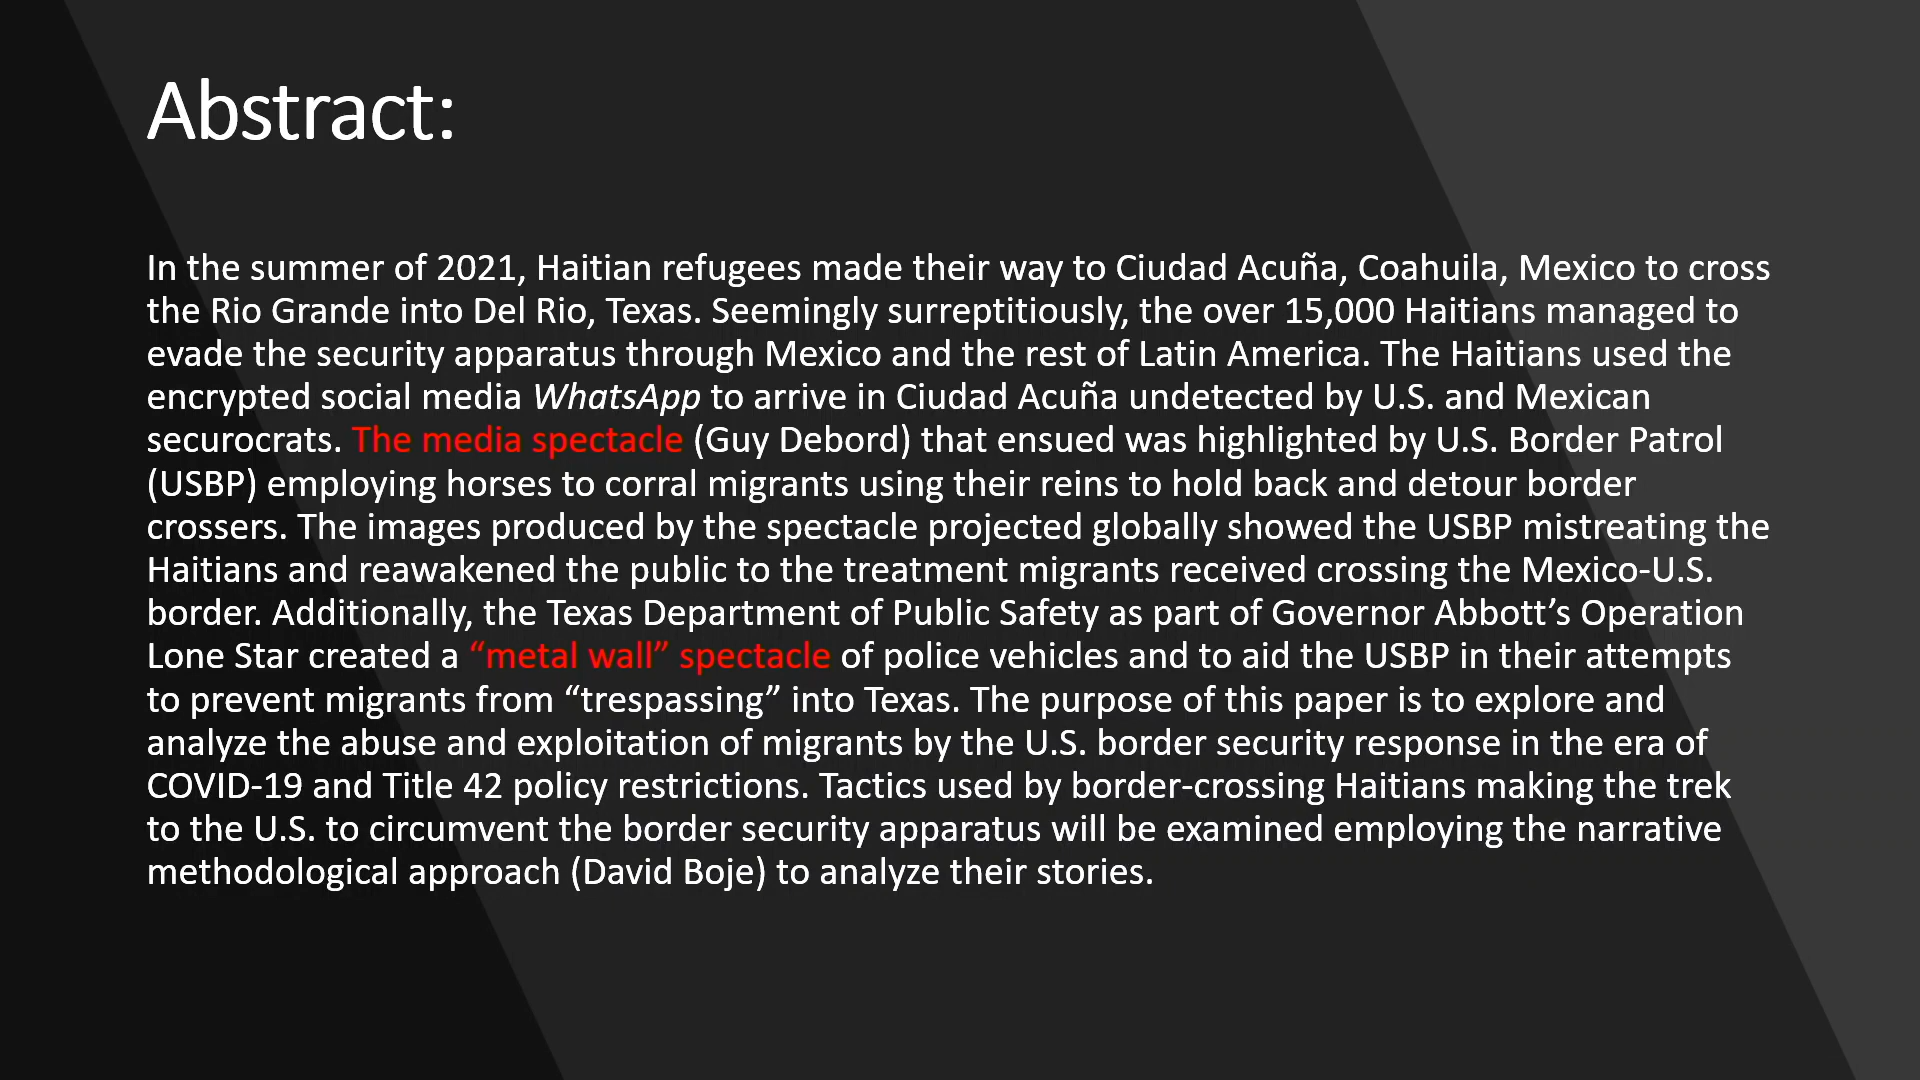 Abstract:
In the summer of 2021, Haitian refugees made their way to Ciudad Acuña, Coahuila, Mexico to cross
the Rio Grande into Del Rio, Texas. Seemingly surreptitiously, the over 15,000 Haitians managed to
evade the security apparatus through Mexico and the rest of Latin America. The Haitians used the
encrypted social media WhatsApp to arrive in Ciudad Acuña undetected by U.S. and Mexican
securocrats. The media spectacle (Guy Debord) that ensued was highlighted by U.S. Border Patrol
(USBP) employing horses to corral migrants using their reins to hold back and detour border
crossers. The images produced by the spectacle projected globally showed the USBP mistreating the
Haitians and reawakened the public to the treatment migrants received crossing the Mexico-U.S.
border. Additionally, the Texas Department of Public Safety as part of Governor Abbott’s Operation
Lone Star created a “metal wall” spectacle of police vehicles and to aid the USBP in their attempts
to prevent migrants from “trespassing” into Texas. The purpose of this paper is to explore and
analyze the abuse and exploitation of migrants by the U.S. border security response in the era of
COVID-19 and Title 42 policy restrictions. Tactics used by border-crossing Haitians making the trek
to the U.S. to circumvent the border security apparatus will be examined employing the narrative
methodological approach (David Boje) to analyze their stories.